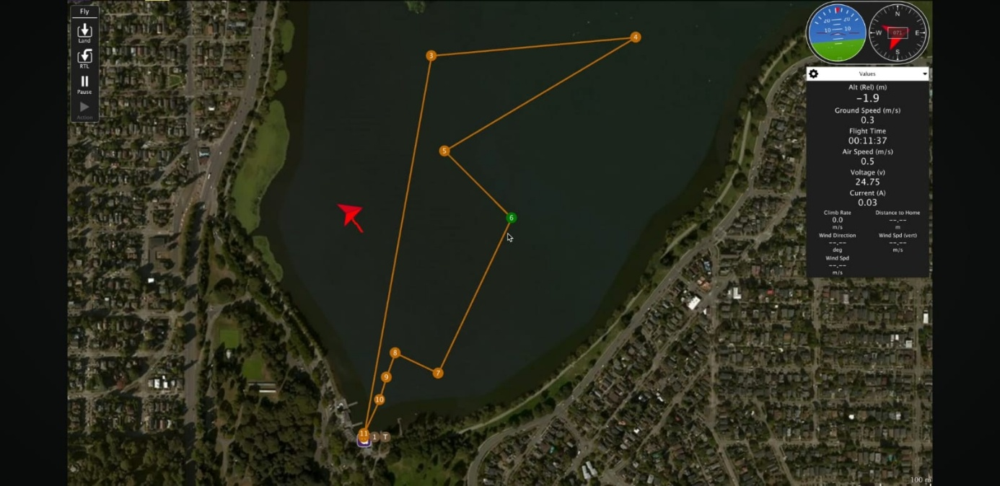 Fly
Land
RTL
Pause
Action
3
4
5
6
7
8
9
10
11
1
T
20 20
10 10
N
W 071 E
S
Values
Alt (Rel) (m)
-1.9
Ground Speed (m/s)
0.3
Flight Time
00:11:37
Air Speed (m/s)
0.5
Voltage (v)
24.75
Current (A)
0.03
Climb Rate Distance to Home
0.0 --.--
m/s m
Wind Direction Wind Spd (vert)
--.-- --.--
deg m/s
Wind Spd
--.--
m/s
100 m